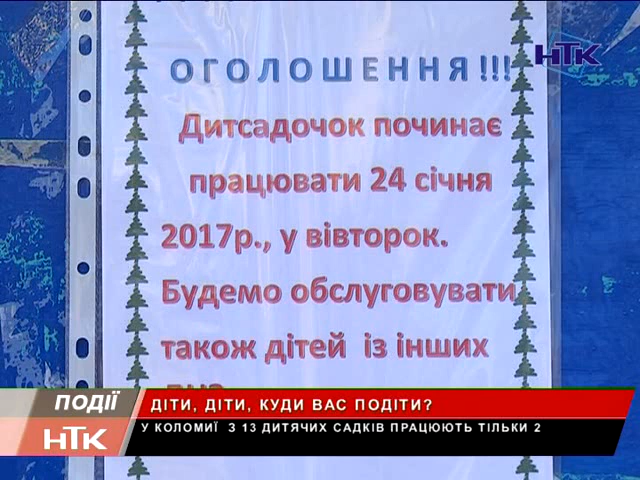 НТК
ОГОЛОШЕННЯ!!!
Дитсадочок починає
працювати 24 січня
2017р., у вівторок.
Будемо обслуговувати
також дітей із інших
ПОДІЇ
ДІТИ, ДІТИ, КУДИ ВАС ПОДІТИ?
НТК
У КОЛОМИЇ З 13 ДИТЯЧИХ САДКІВ ПРАЦЮЮТЬ ТІЛЬКИ 2